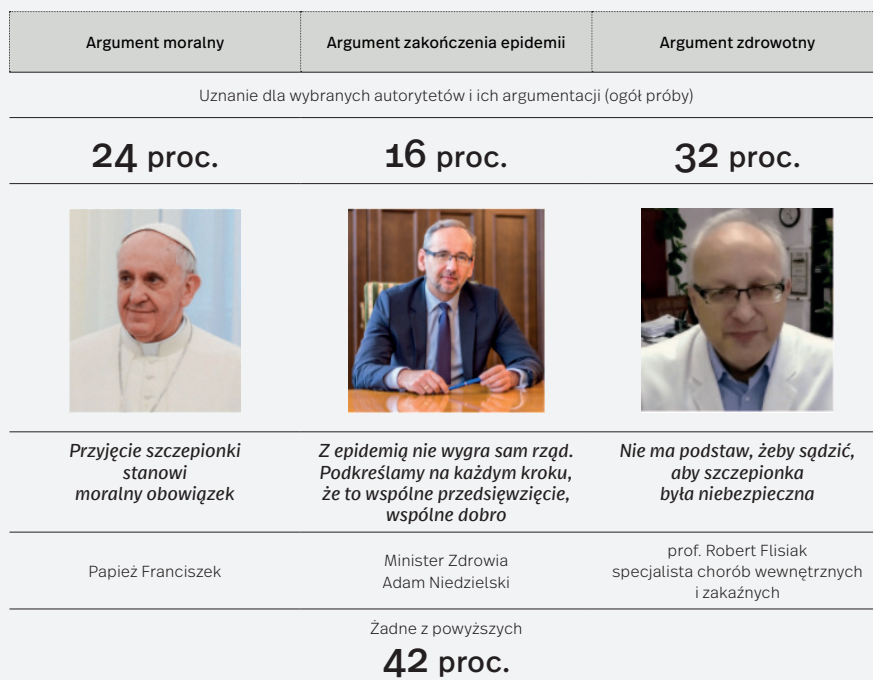 Argument moralny
Argument zakończenia epidemii
Argument zdrowotny
Uznanie dla wybranych autorytetów i ich argumentacji (ogół próby)
24 proc.
16 proc.
32 proc.
Przyjęcie szczepionki
stanowi
moralny obowiązek
Z epidemią nie wygra sam rząd.
Podkreślamy na każdym kroku,
że to wspólne przedsięwzięcie,
wspólne dobro
Nie ma podstaw, żeby sądzić,
aby szczepionka
była niebezpieczna
Papież Franciszek
Minister Zdrowia
Adam Niedzielski
prof. Robert Flisiak
specjalista chorób wewnętrznych
i zakaźnych
Żadne z powyższych
42 proc.